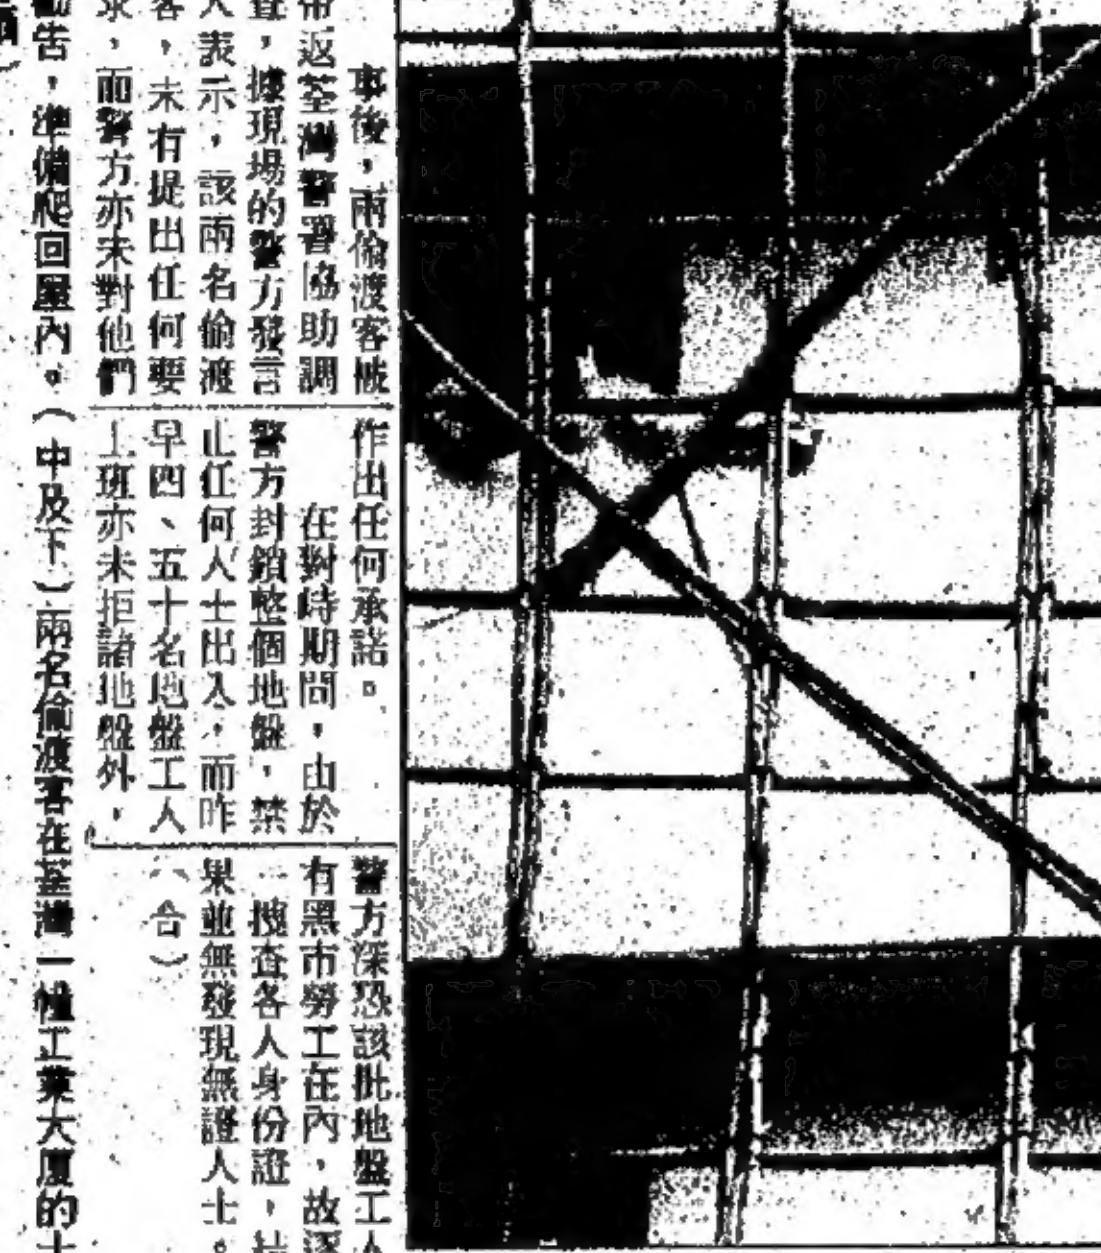 事後，兩偷渡客被
返荃灣警署協助調
，據現場的警方發言
人表示，該兩名偷渡
客，未有提出任何要
求，而警方亦未對他們
作出任何承諾。
在對峙期間，由於
警方封鎖整個地盤，禁
止任何人士出入，而昨
早四、五十名地盤工人
上班亦未拒諸地盤外，
警方深恐該批地盤工人
有黑市勞工在內，故逐
搜查各人身份證，結
果並無發現無證人士。
（合）
告，準備爬回屋內。（中及下）兩名偷渡客在荃灣一幢工業大廈的